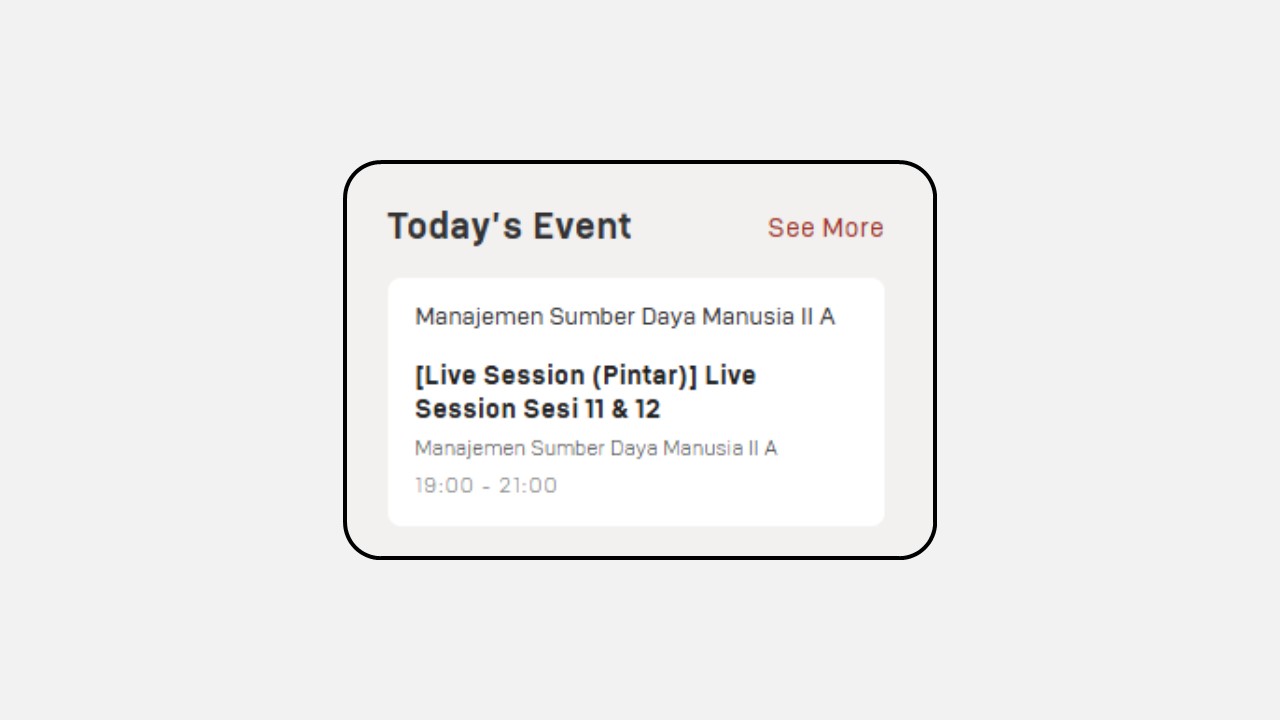 Today's Event
See More
Manajemen Sumber Daya Manusia II A
[Live Session (Pintar)] Live
Session Sesi 11 & 12
Manajemen Sumber Daya Manusia II A
19:00 - 21:00